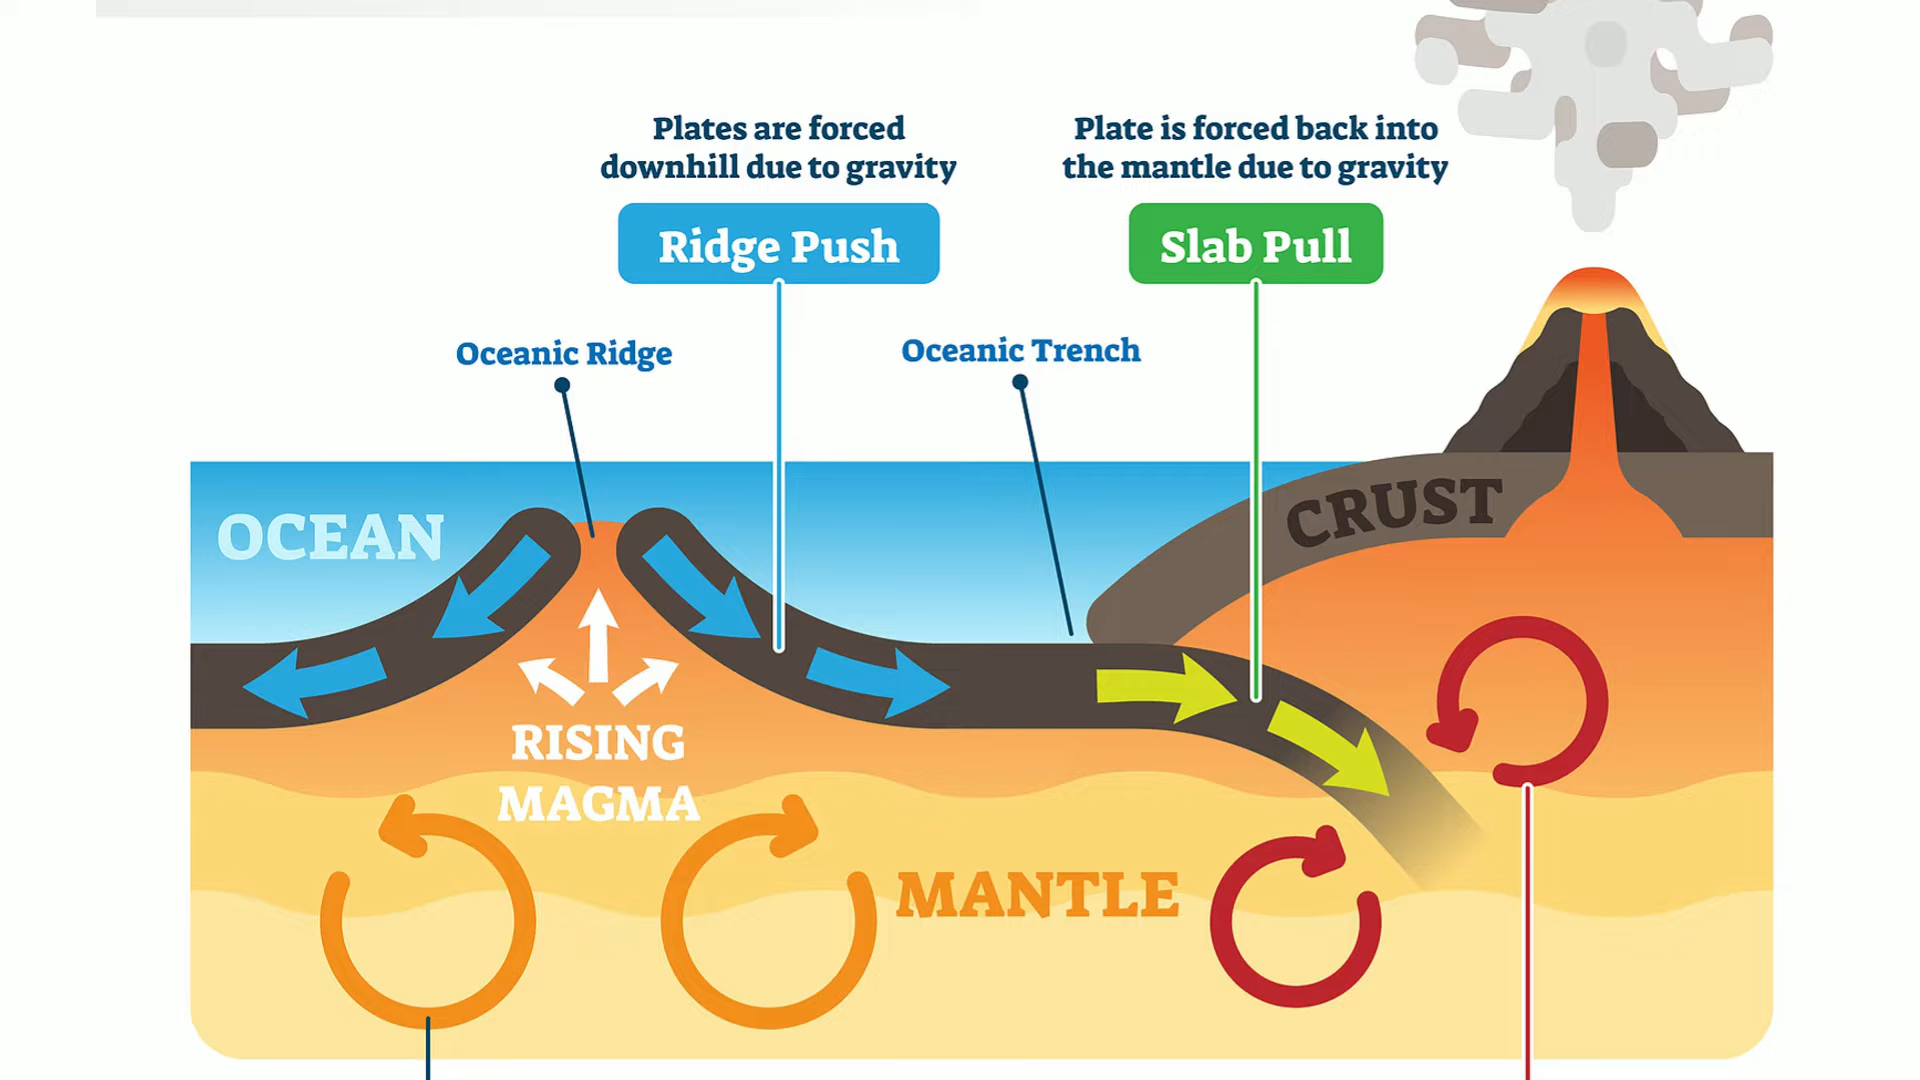 Plates are forced
downhill due to gravity
Ridge Push
Plate is forced back into
the mantle due to gravity
Slab Pull
Oceanic Ridge
Oceanic Trench
OCEAN
CRUST
RISING
MAGMA
MANTLE